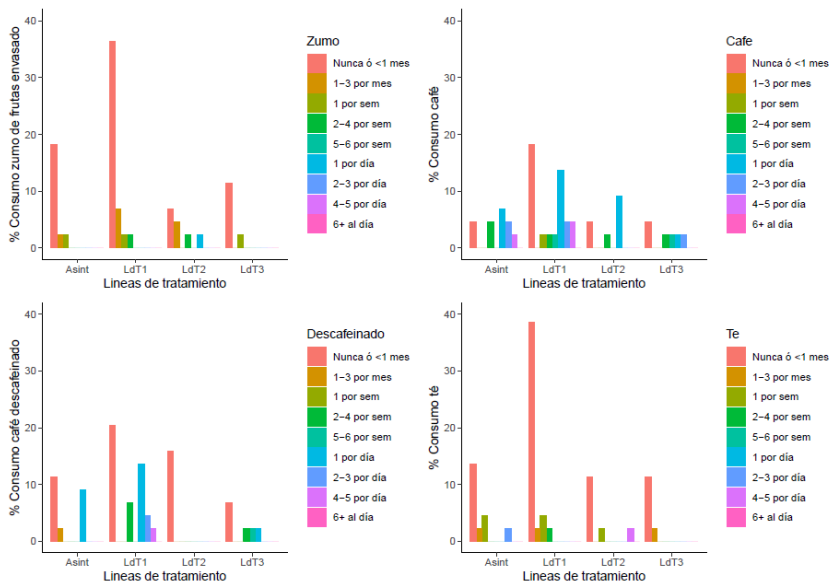 % Consumo zumo de frutas envasado
40
30
20
10
0
Asint LdT1 LdT2 LdT3
Lineas de tratamiento
Zumo
Nunca ó <1 mes
1−3 por mes
1 por sem
2−4 por sem
5−6 por sem
1 por día
2−3 por día
4−5 por día
6+ al día
% Consumo café
40
30
20
10
0
Asint LdT1 LdT2 LdT3
Lineas de tratamiento
Cafe
Nunca ó <1 mes
1−3 por mes
1 por sem
2−4 por sem
5−6 por sem
1 por día
2−3 por día
4−5 por día
6+ al día
% Consumo café descafeinado
40
30
20
10
0
Asint LdT1 LdT2 LdT3
Lineas de tratamiento
Descafeinado
Nunca ó <1 mes
1−3 por mes
1 por sem
2−4 por sem
5−6 por sem
1 por día
2−3 por día
4−5 por día
6+ al día
% Consumo té
40
30
20
10
0
Asint LdT1 LdT2 LdT3
Lineas de tratamiento
Te
Nunca ó <1 mes
1−3 por mes
1 por sem
2−4 por sem
5−6 por sem
1 por día
2−3 por día
4−5 por día
6+ al día